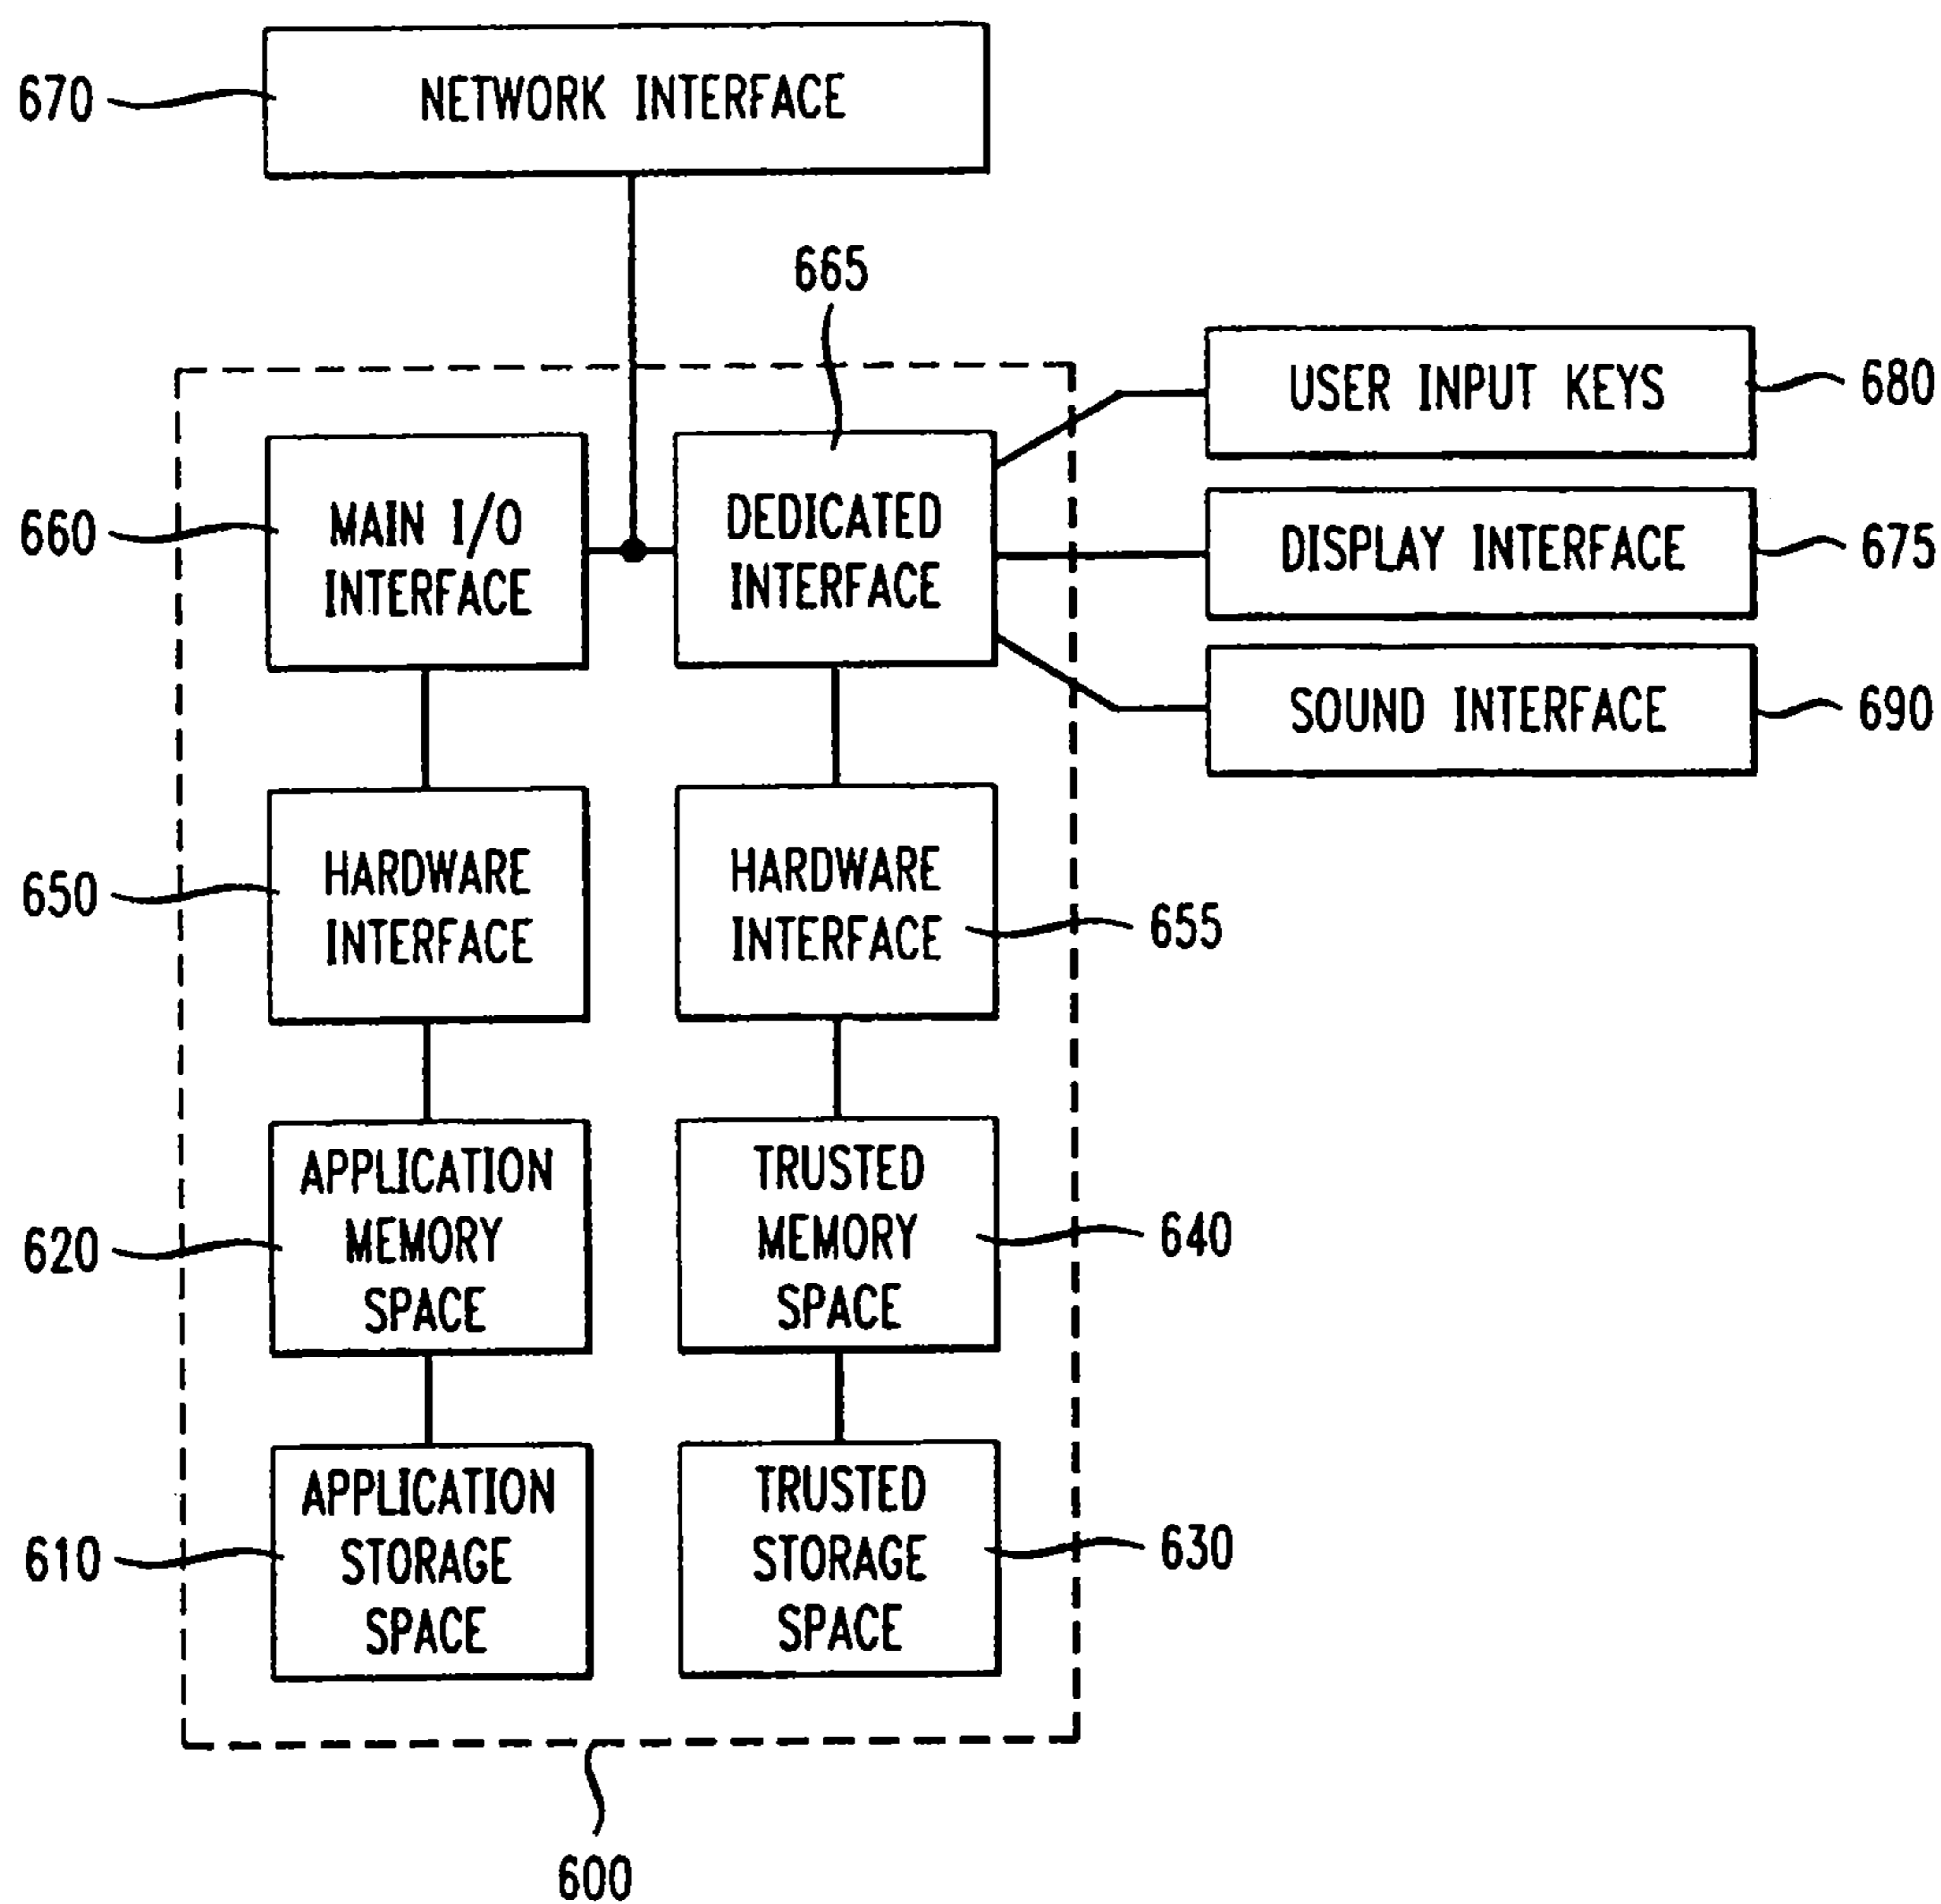 670
NETWORK INTERFACE
665
USER INPUT KEYS
680
660
MAIN I/O
INTERFACE
DEDICATED
INTERFACE
DISPLAY INTERFACE
675
SOUND INTERFACE
690
650
HARDWARE
INTERFACE
HARDWARE
INTERFACE
655
620
APPLICATION
MEMORY
SPACE
TRUSTED
MEMORY
SPACE
640
610
APPLICATION
STORAGE
SPACE
TRUSTED
STORAGE
SPACE
630
600